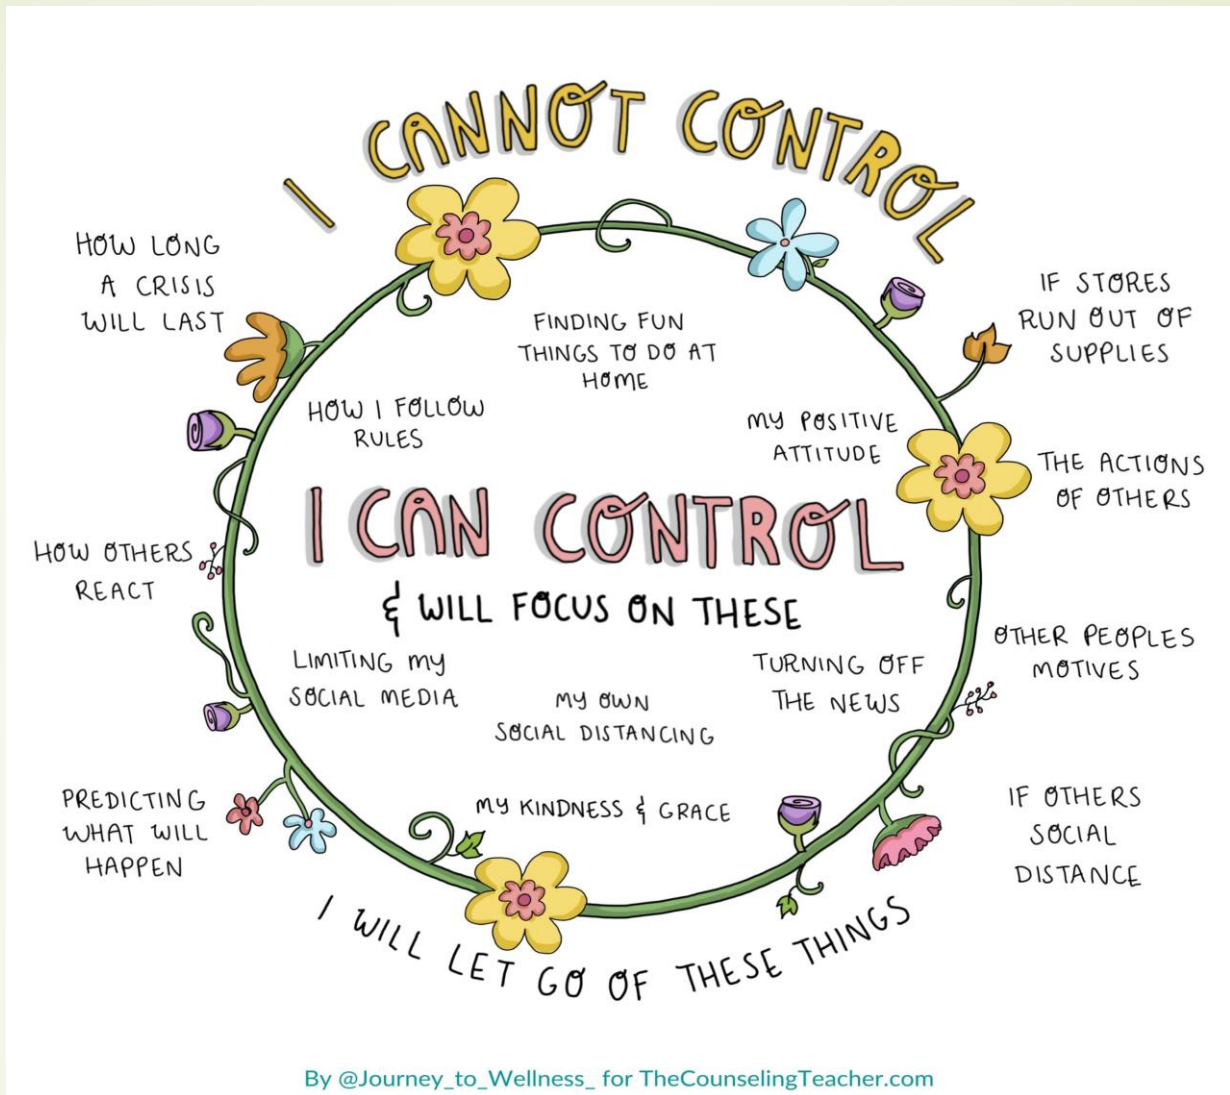 I CANNOT CONTROL
HOW LONG
A CRISIS
WILL LAST
IF STORES
RUN OUT OF
SUPPLIES
FINDING FUN
THINGS TO DO AT
HOME
HOW I FOLLOW
RULES
MY POSITIVE
ATTITUDE
THE ACTIONS
OF OTHERS
I CAN CONTROL
& WILL FOCUS ON THESE
HOW OTHERS
REACT
OTHER PEOPLES
MOTIVES
LIMITING MY
SOCIAL MEDIA
MY OWN
SOCIAL DISTANCING
TURNING OFF
THE NEWS
PREDICTING
WHAT WILL
HAPPEN
MY KINDNESS & GRACE
IF OTHERS
SOCIAL
DISTANCE
I WILL LET GO OF THESE THINGS
By @Journey_to_Wellness_ for TheCounselingTeacher.com